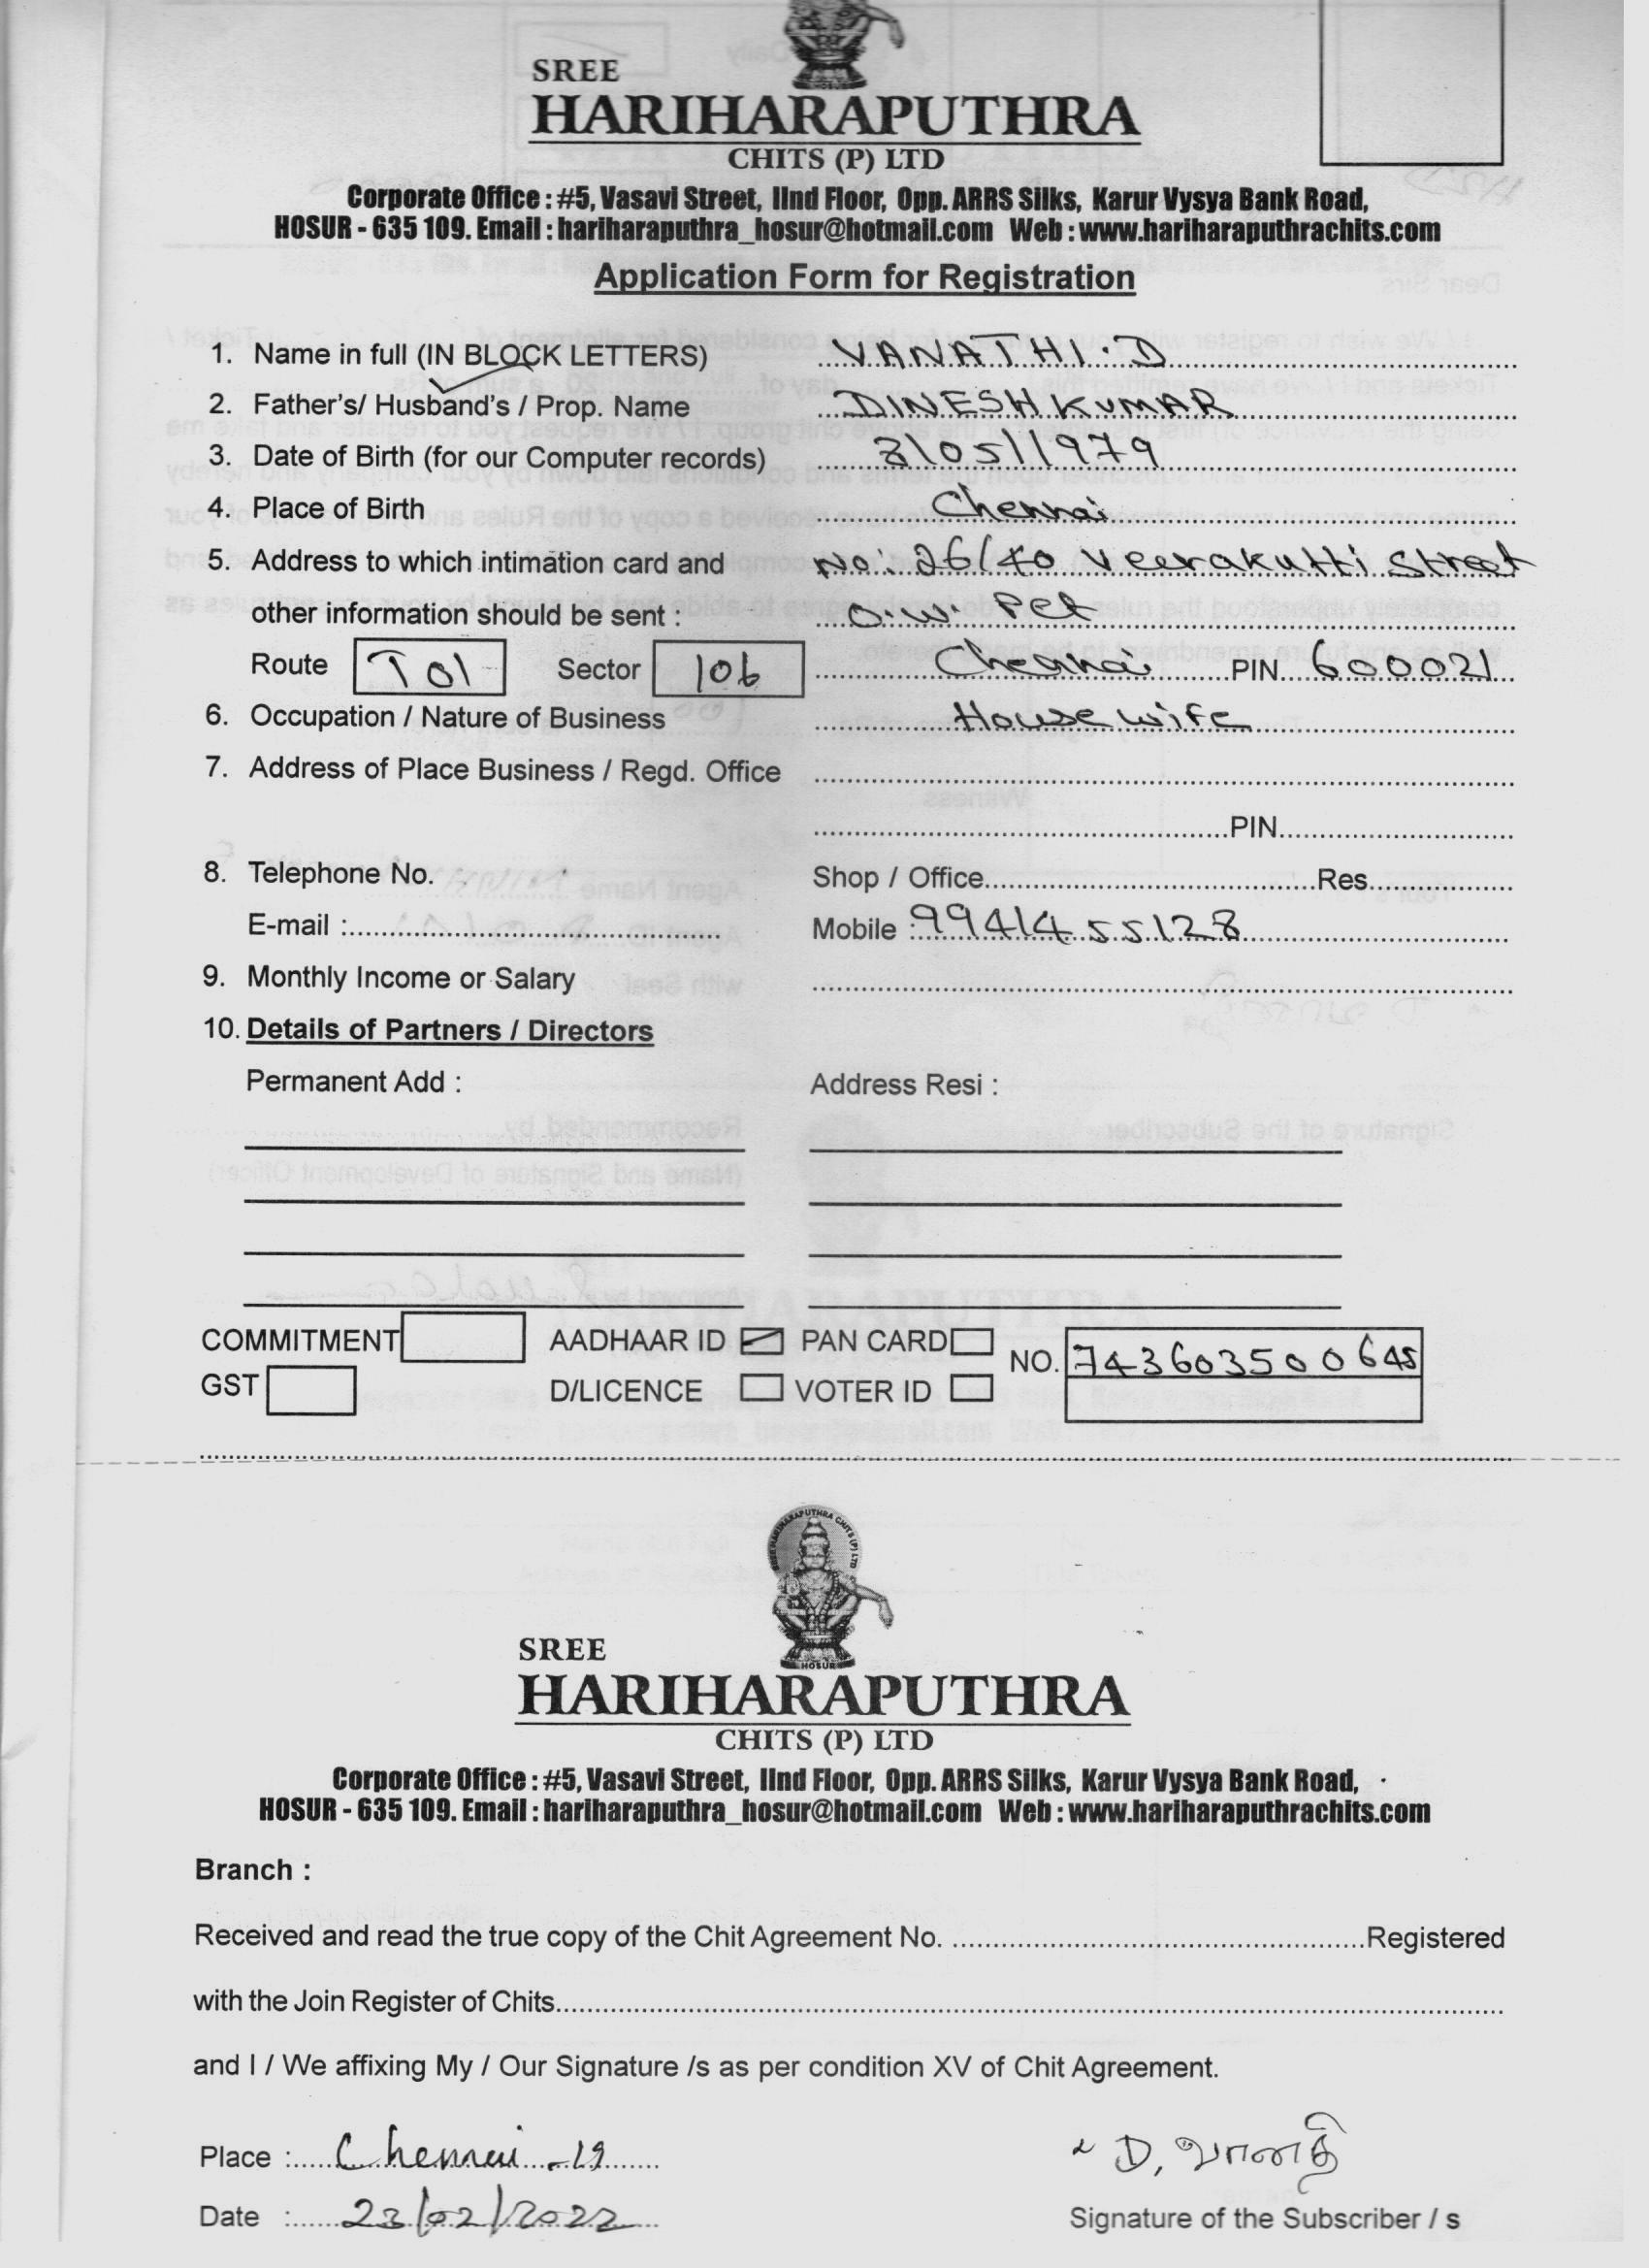 SREE
HARIHARAPUTHRA
CHITS (P) LTD
Corporate Office : #5, Vasavi Street, IInd Floor, Opp. ARRS Silks, Karur Vysya Bank Road,
HOSUR - 635 109. Email : hariharaputhra_hosur@hotmail.com Web : www.hariharaputhrachits.com
Application Form for Registration
1. Name in full (IN BLOCK LETTERS) VANATHI.D
2. Father's/ Husband's / Prop. Name DINESH KUMAR
3. Date of Birth (for our Computer records) 3/05/1979
4. Place of Birth Chennai
5. Address to which intimation card and No: 26/40 Veerakutti Street
other information should be sent : O.W. Pet
Route T01 Sector 106 Chennai PIN 600021
6. Occupation / Nature of Business House wife
7. Address of Place Business / Regd. Office
PIN
8. Telephone No. Shop / Office Res.
E-mail : Mobile : 9941455128
9. Monthly Income or Salary
10. Details of Partners / Directors
Permanent Add : Address Resi :
COMMITMENT AADHAAR ID PAN CARD NO. 743603500645
GST D/LICENCE VOTER ID
SREE HARIHARAPUTHRA CHITS (P) LTD
HOSUR
SREE
HARIHARAPUTHRA
CHITS (P) LTD
Corporate Office : #5, Vasavi Street, IInd Floor, Opp. ARRS Silks, Karur Vysya Bank Road,
HOSUR - 635 109. Email : hariharaputhra_hosur@hotmail.com Web : www.hariharaputhrachits.com
Branch :
Received and read the true copy of the Chit Agreement No. Registered
with the Join Register of Chits
and I / We affixing My / Our Signature /s as per condition XV of Chit Agreement.
Place : Chennai - 19
D. வானதி
Date : 23/02/2022
Signature of the Subscriber / s